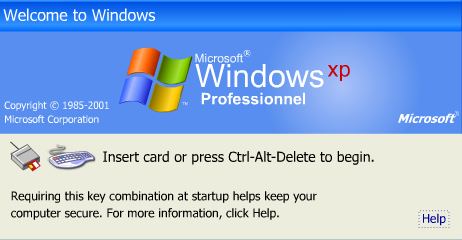 Welcome to Windows
Microsoft®
Windows xp
Professionnel
Copyright © 1985-2001
Microsoft Corporation
Microsoft®
Insert card or press Ctrl-Alt-Delete to begin.
Requiring this key combination at startup helps keep your
computer secure. For more information, click Help.
Help